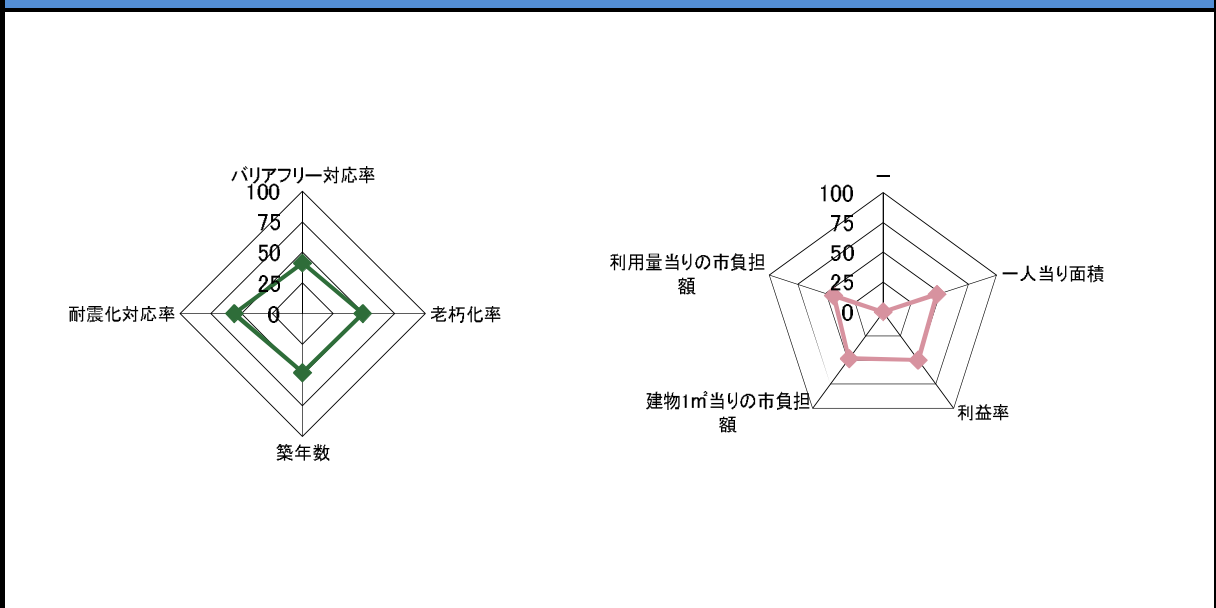 バリアフリー対応率
100
75
50
25
0
耐震化対応率
老朽化率
築年数
ー
100
75
50
25
0
利用量当りの市負担
額
一人当り面積
建物1㎡当りの市負担
額
利益率